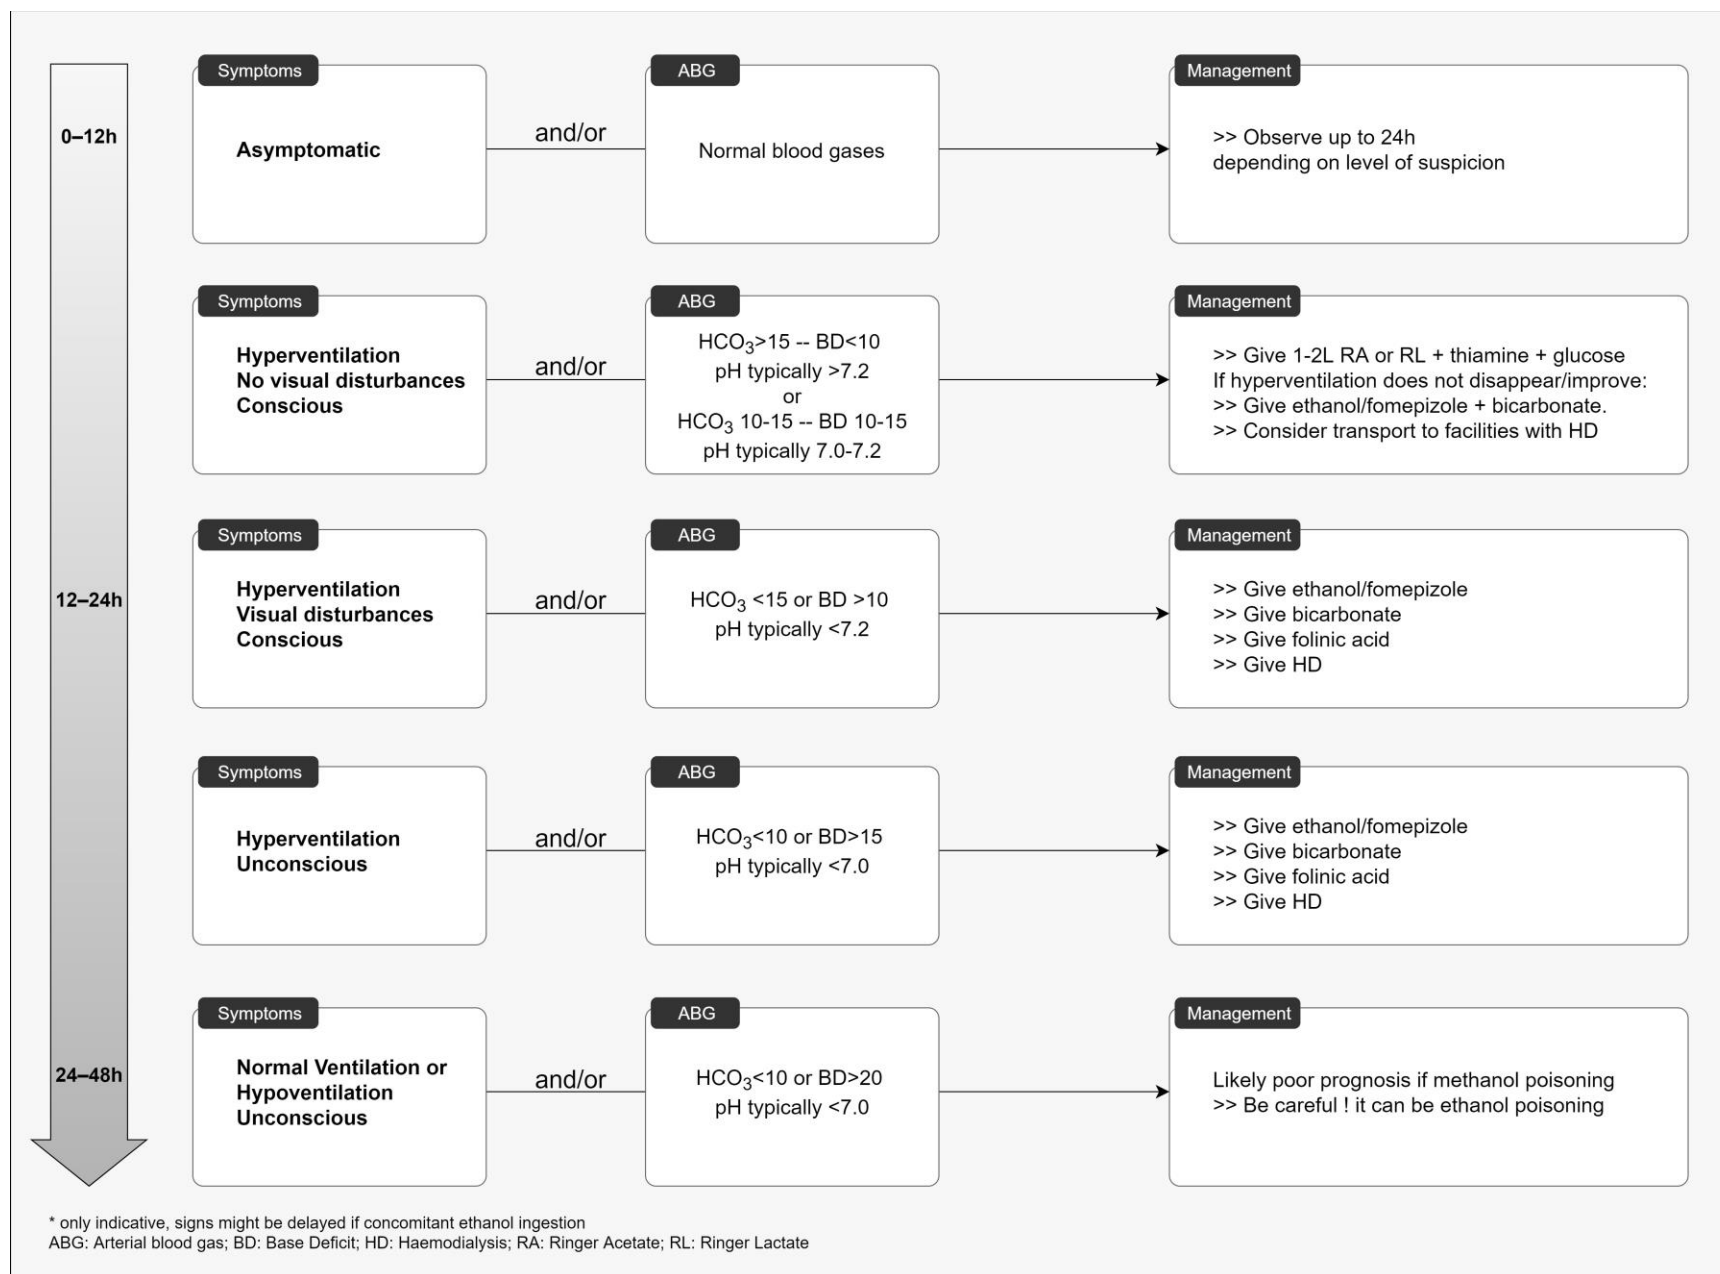 Symptoms
ABG
Management
0–12h
Asymptomatic
and/or
Normal blood gases
>> Observe up to 24h
depending on level of suspicion
Symptoms
ABG
Management
Hyperventilation
No visual disturbances
Conscious
and/or
HCO3>15 -- BD<10
pH typically >7.2
or
HCO3 10-15 -- BD 10-15
pH typically 7.0-7.2
>> Give 1-2L RA or RL + thiamine + glucose
If hyperventilation does not disappear/improve:
>> Give ethanol/fomepizole + bicarbonate.
>> Consider transport to facilities with HD
Symptoms
ABG
Management
12–24h
Hyperventilation
Visual disturbances
Conscious
and/or
HCO3 <15 or BD >10
pH typically <7.2
>> Give ethanol/fomepizole
>> Give bicarbonate
>> Give folinic acid
>> Give HD
Symptoms
ABG
Management
Hyperventilation
Unconscious
and/or
HCO3<10 or BD>15
pH typically <7.0
>> Give ethanol/fomepizole
>> Give bicarbonate
>> Give folinic acid
>> Give HD
Symptoms
ABG
Management
24–48h
Normal Ventilation or
Hypoventilation
Unconscious
and/or
HCO3<10 or BD>20
pH typically <7.0
Likely poor prognosis if methanol poisoning
>> Be careful ! it can be ethanol poisoning
* only indicative, signs might be delayed if concomitant ethanol ingestion
ABG: Arterial blood gas; BD: Base Deficit; HD: Haemodialysis; RA: Ringer Acetate; RL: Ringer Lactate